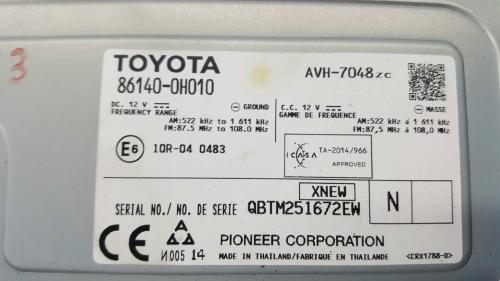 3
TOYOTA
86140-0H010
AVH-7048zc
DC. 12 V GROUND
FREQUENCY RANGE
AM:522 kHz to 1 611 kHz
FM:87.5 MHz to 108.0 MHz
C.C. 12 V MASSE
GAMME DE FREQUENCE
AM:522 kHz à 1 611 kHz
FM:87,5 MHz à 108,0 MHz
E6 10R-04 0483
ICASA TA-2014/966
APPROVED
XNEW
SERIAL NO./ NO. DE SERIE QBTM251672EW N
CE И005 14 PIONEER CORPORATION
MADE IN THAILAND/FABRIQUÉ EN THAILANDE <CRX1788-D>